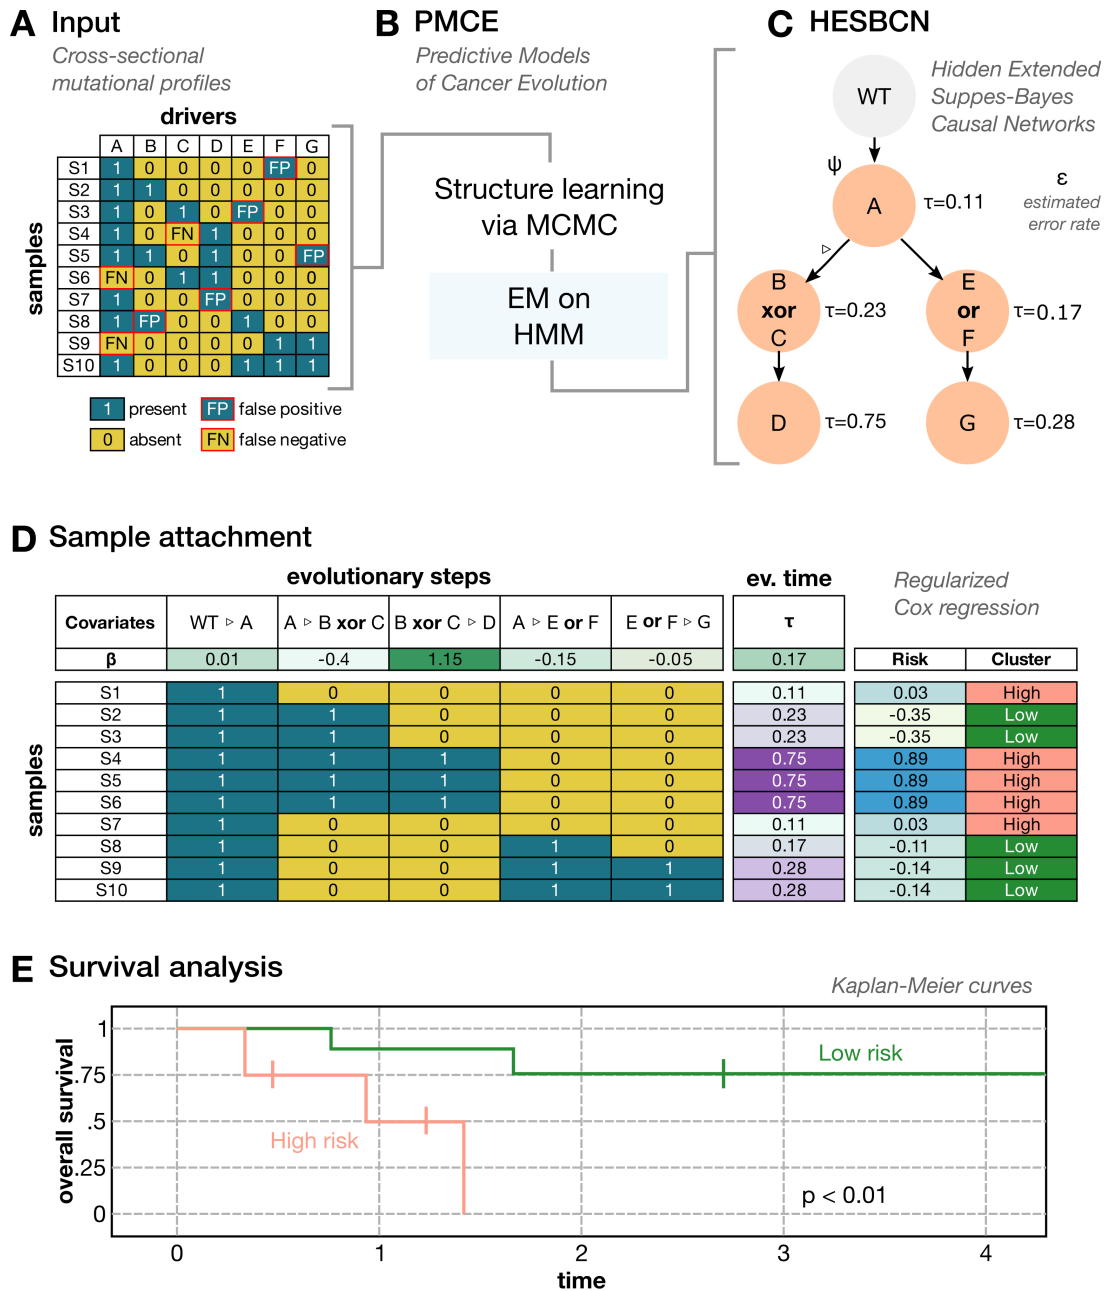 A Input
Cross-sectional
mutational profiles
drivers
A B C D E F G
S1 1 0 0 0 0 FP 0
S2 1 1 0 0 0 0 0
S3 1 0 1 0 FP 0 0
S4 1 0 FN 1 0 0 0
S5 1 1 0 1 0 0 FP
S6 FN 0 1 1 0 0 0
S7 1 0 0 FP 0 0 0
S8 1 FP 0 0 1 0 0
S9 FN 0 0 0 0 1 1
S10 1 0 0 0 1 1 1
samples
1 present FP false positive
0 absent FN false negative
B PMCE
Predictive Models
of Cancer Evolution
Structure learning
via MCMC
EM on
HMM
C HESBCN
Hidden Extended
Suppes-Bayes
Causal Networks
WT
ψ
A τ=0.11
ε
estimated
error rate
▹
B
xor
C
τ=0.23
E
or
F
τ=0.17
D τ=0.75
G τ=0.28
D Sample attachment
evolutionary steps ev. time
Regularized
Cox regression
Covariates WT ▹ A A ▹ B xor C B xor C ▹ D A ▹ E or F E or F ▹ G τ
β 0.01 -0.4 1.15 -0.15 -0.05 0.17 Risk Cluster
S1 1 0 0 0 0 0.11 0.03 High
S2 1 1 0 0 0 0.23 -0.35 Low
S3 1 1 0 0 0 0.23 -0.35 Low
S4 1 1 1 0 0 0.75 0.89 High
S5 1 1 1 0 0 0.75 0.89 High
S6 1 1 1 0 0 0.75 0.89 High
S7 1 0 0 0 0 0.11 0.03 High
S8 1 0 0 1 0 0.17 -0.11 Low
S9 1 0 0 1 1 0.28 -0.14 Low
S10 1 0 0 1 1 0.28 -0.14 Low
samples
E Survival analysis
Kaplan-Meier curves
overall survival
1
.75
.5
.25
0
Low risk
High risk
p < 0.01
0 1 2 3 4
time